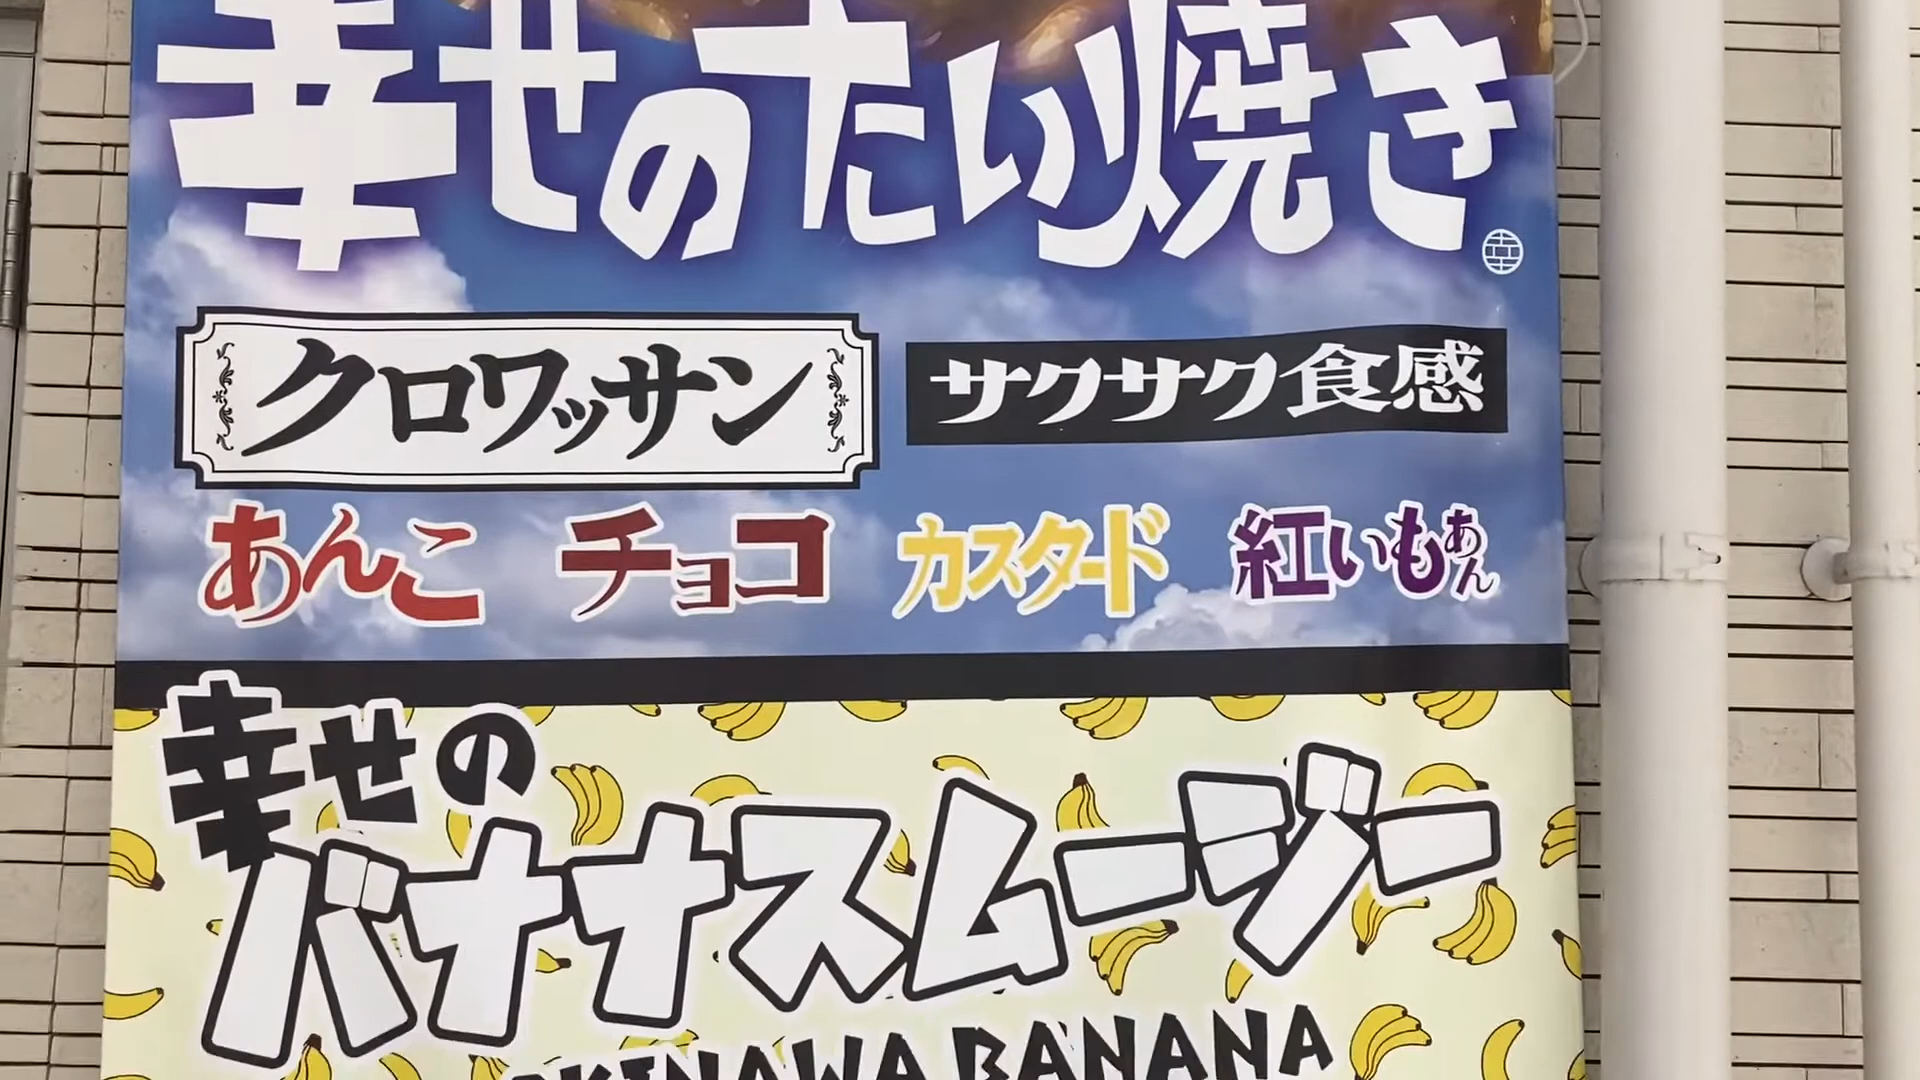 幸せのたい焼き
クロワッサン サクサク食感
あんこ チョコ カスタード 紅いもあん
幸せの
バナナスムージー
OKINAWA BANANA